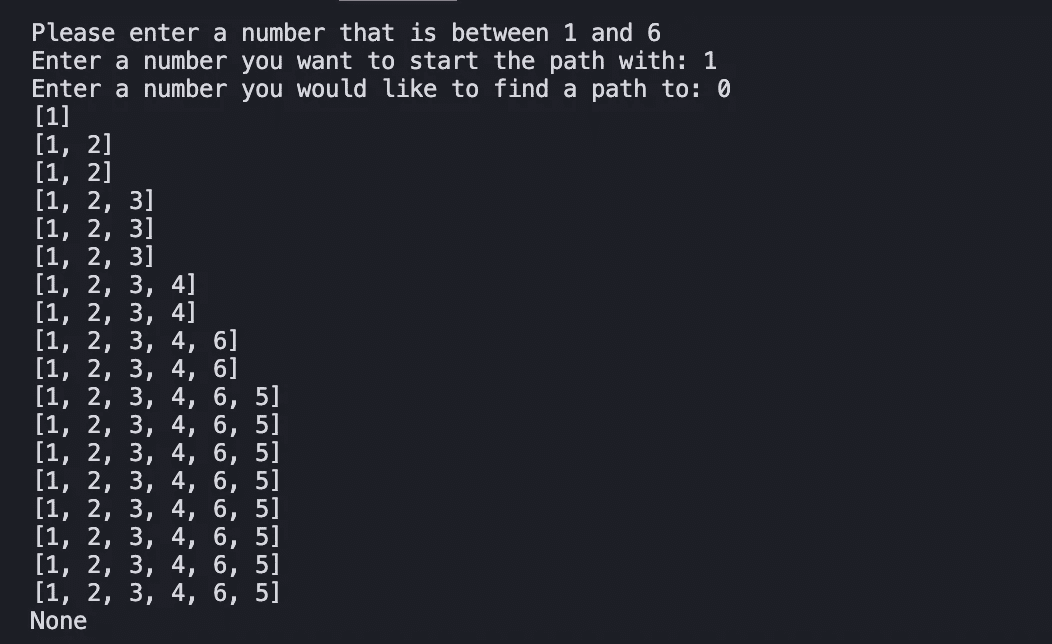 Please enter a number that is between 1 and 6
Enter a number you want to start the path with: 1
Enter a number you would like to find a path to: 0
[1]
[1, 2]
[1, 2]
[1, 2, 3]
[1, 2, 3]
[1, 2, 3]
[1, 2, 3, 4]
[1, 2, 3, 4]
[1, 2, 3, 4, 6]
[1, 2, 3, 4, 6]
[1, 2, 3, 4, 6, 5]
[1, 2, 3, 4, 6, 5]
[1, 2, 3, 4, 6, 5]
[1, 2, 3, 4, 6, 5]
[1, 2, 3, 4, 6, 5]
[1, 2, 3, 4, 6, 5]
[1, 2, 3, 4, 6, 5]
[1, 2, 3, 4, 6, 5]
None